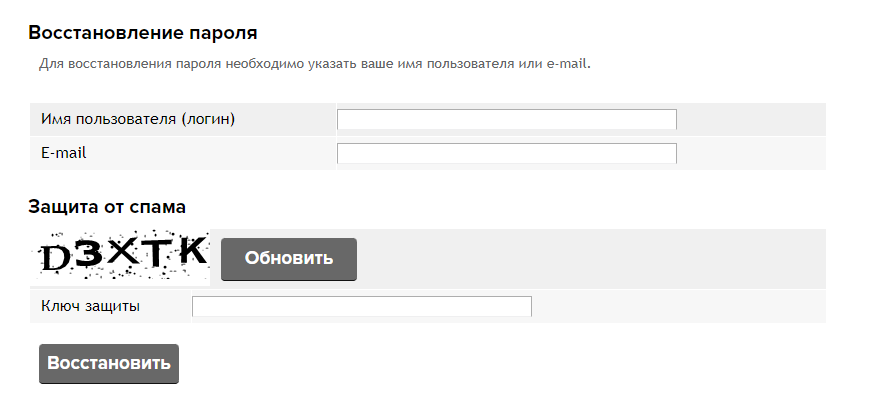 Восстановление пароля
Для восстановления пароля необходимо указать ваше имя пользователя или e-mail.
Имя пользователя (логин)
E-mail
Защита от спама
D3XTK
Обновить
Ключ защиты
Восстановить